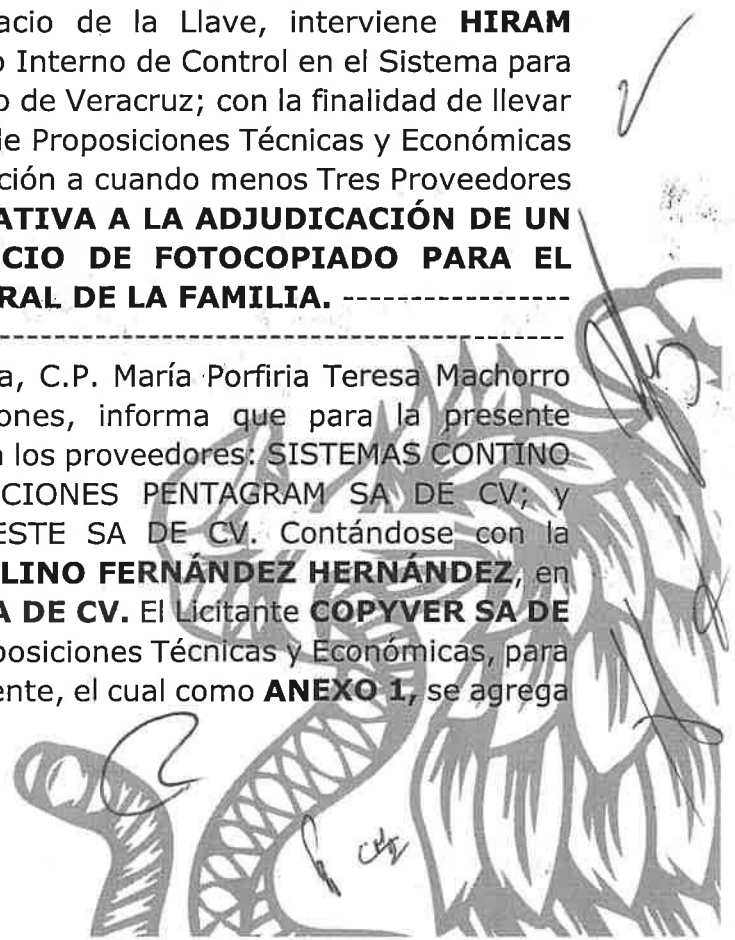 acio de la Llave, interviene HIRAM
o Interno de Control en el Sistema para
o de Veracruz; con la finalidad de llevar
de Proposiciones Técnicas y Económicas
ción a cuando menos Tres Proveedores
ATIVA A LA ADJUDICACIÓN DE UN
CIO DE FOTOCOPIADO PARA EL
RAL DE LA FAMILIA. -----------------
----------------------------------------
a, C.P. María Porfiria Teresa Machorro
ones, informa que para la presente
a los proveedores: SISTEMAS CONTINO
CIONES PENTAGRAM SA DE CV; y
ESTE SA DE CV. Contándose con la
LINO FERNÁNDEZ HERNÁNDEZ, en
A DE CV. El Licitante COPYVER SA DE
posiciones Técnicas y Económicas, para
ente, el cual como ANEXO 1, se agrega